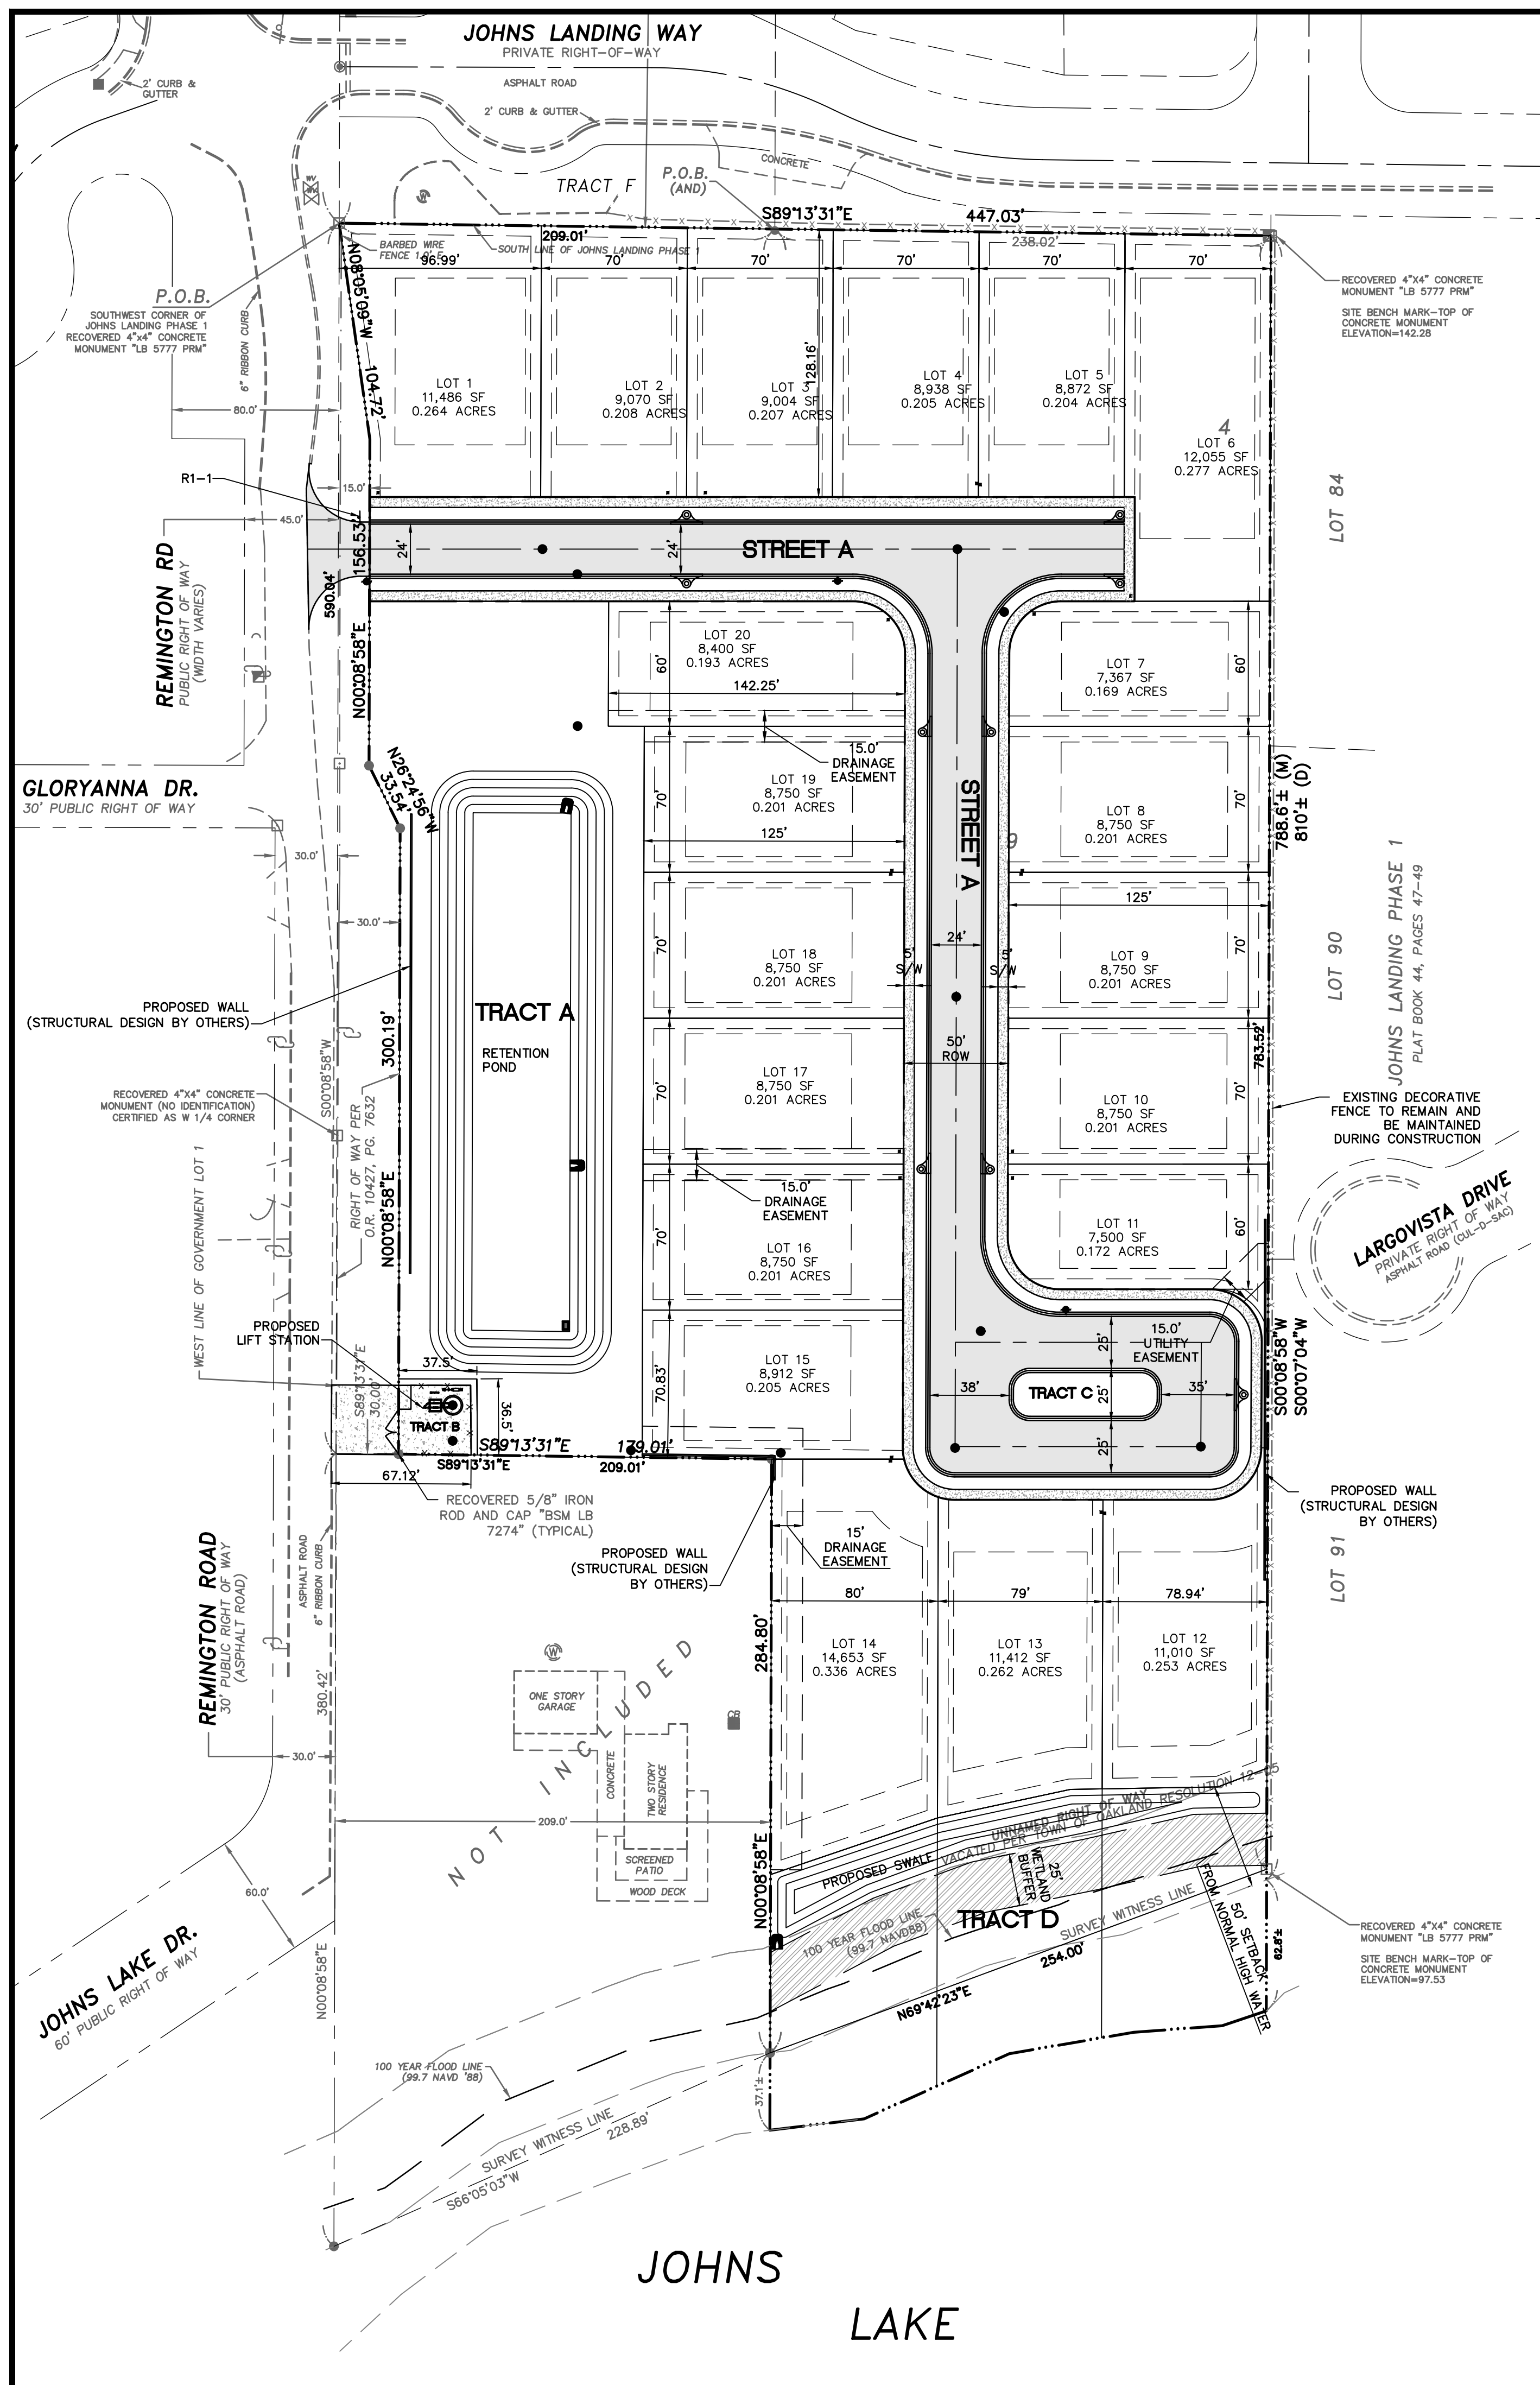 JOHNS LANDING WAY
PRIVATE RIGHT-OF-WAY
ASPHALT ROAD
2' CURB &
GUTTER
2' CURB & GUTTER
CONCRETE
WV
TRACT F
P.O.B.
(AND)
S89°13'31"E
447.03'
209.01'
238.02'
BARBED WIRE
FENCE 1.0' E
SOUTH LINE OF JOHNS LANDING PHASE 1
96.99'
70'
70'
70'
70'
70'
N08°05'09"W
104.72'
P.O.B.
SOUTHWEST CORNER OF
JOHNS LANDING PHASE 1
RECOVERED 4"x4" CONCRETE
MONUMENT "LB 5777 PRM"
6" RIBBON CURB
80.0'
RECOVERED 4"X4" CONCRETE
MONUMENT "LB 5777 PRM"
SITE BENCH MARK-TOP OF
CONCRETE MONUMENT
ELEVATION=142.28
LOT 1
11,486 SF
0.264 ACRES
LOT 2
9,070 SF
0.208 ACRES
LOT 3
9,004 SF
0.207 ACRES
128.16'
LOT 4
8,938 SF
0.205 ACRES
LOT 5
8,872 SF
0.204 ACRES
4
LOT 6
12,055 SF
0.277 ACRES
LOT 84
R1-1
15.0'
45.0'
REMINGTON RD
PUBLIC RIGHT OF WAY
(WIDTH VARIES)
156.53'
590.04'
24'
24'
STREET A
N00°08'58"E
LOT 20
8,400 SF
0.193 ACRES
60'
142.25'
LOT 7
7,367 SF
0.169 ACRES
60'
15.0'
DRAINAGE
EASEMENT
N26°24'56"W
33.54'
GLORYANNA DR.
30' PUBLIC RIGHT OF WAY
30.0'
30.0'
LOT 19
8,750 SF
0.201 ACRES
70'
125'
STREET A
9
LOT 8
8,750 SF
0.201 ACRES
70'
788.6'± (M)
810'± (D)
JOHNS LANDING PHASE 1
PLAT BOOK 44, PAGES 47-49
125'
LOT 18
8,750 SF
0.201 ACRES
70'
24'
5'
S/W
5'
S/W
LOT 9
8,750 SF
0.201 ACRES
70'
LOT 90
PROPOSED WALL
(STRUCTURAL DESIGN BY OTHERS)
TRACT A
RETENTION
POND
300.19'
S00°08'58"W
50'
ROW
783.52'
LOT 17
8,750 SF
0.201 ACRES
70'
LOT 10
8,750 SF
0.201 ACRES
70'
RECOVERED 4"X4" CONCRETE
MONUMENT (NO IDENTIFICATION)
CERTIFIED AS W 1/4 CORNER
RIGHT OF WAY PER
O.R. 10427, PG. 7632
WEST LINE OF GOVERNMENT LOT 1
N00°08'58"E
EXISTING DECORATIVE
FENCE TO REMAIN AND
BE MAINTAINED
DURING CONSTRUCTION
15.0'
DRAINAGE
EASEMENT
LOT 16
8,750 SF
0.201 ACRES
70'
LOT 11
7,500 SF
0.172 ACRES
60'
LARGOVISTA DRIVE
PRIVATE RIGHT OF WAY
ASPHALT ROAD (CUL-D-SAC)
PROPOSED
LIFT STATION
37.5'
S89°13'31"E
30.00'
36.5'
TRACT B
67.12'
S89°13'31"E
179.01'
S89°13'31"E
209.01'
LOT 15
8,912 SF
0.205 ACRES
70.83'
15.0'
UTILITY
EASEMENT
25'
25'
25'
38'
TRACT C
35'
S00°08'58"W
S00°07'04"W
RECOVERED 5/8" IRON
ROD AND CAP "BSM LB
7274" (TYPICAL)
PROPOSED WALL
(STRUCTURAL DESIGN
BY OTHERS)
15'
DRAINAGE
EASEMENT
PROPOSED WALL
(STRUCTURAL DESIGN
BY OTHERS)
LOT 91
REMINGTON ROAD
30' PUBLIC RIGHT OF WAY
(ASPHALT ROAD)
ASPHALT ROAD
6" RIBBON CURB
380.42'
30.0'
80'
79'
78.94'
284.80'
LOT 14
14,653 SF
0.336 ACRES
LOT 13
11,412 SF
0.262 ACRES
LOT 12
11,010 SF
0.253 ACRES
W
ONE STORY
GARAGE
CONCRETE
TWO STORY
RESIDENCE
SCREENED
PATIO
WOOD DECK
CB
NOT INCLUDED
209.0'
60.0'
JOHNS LAKE DR.
60' PUBLIC RIGHT OF WAY
N00°08'58"E
N00°08'58"E
UNNAMED RIGHT OF WAY
VACATED PER TOWN OF OAKLAND RESOLUTION 12-05
PROPOSED SWALE
25'
WETLAND
BUFFER
100 YEAR FLOOD LINE
(99.7 NAVD88)
TRACT D
SURVEY WITNESS LINE
254.00'
N69°42'23"E
50' SETBACK
FROM NORMAL HIGH WATER
62.8'±
RECOVERED 4"X4" CONCRETE
MONUMENT "LB 5777 PRM"
SITE BENCH MARK-TOP OF
CONCRETE MONUMENT
ELEVATION=97.53
100 YEAR FLOOD LINE
(99.7 NAVD '88)
37.1'±
SURVEY WITNESS LINE
228.89'
S66°05'03"W
JOHNS
LAKE